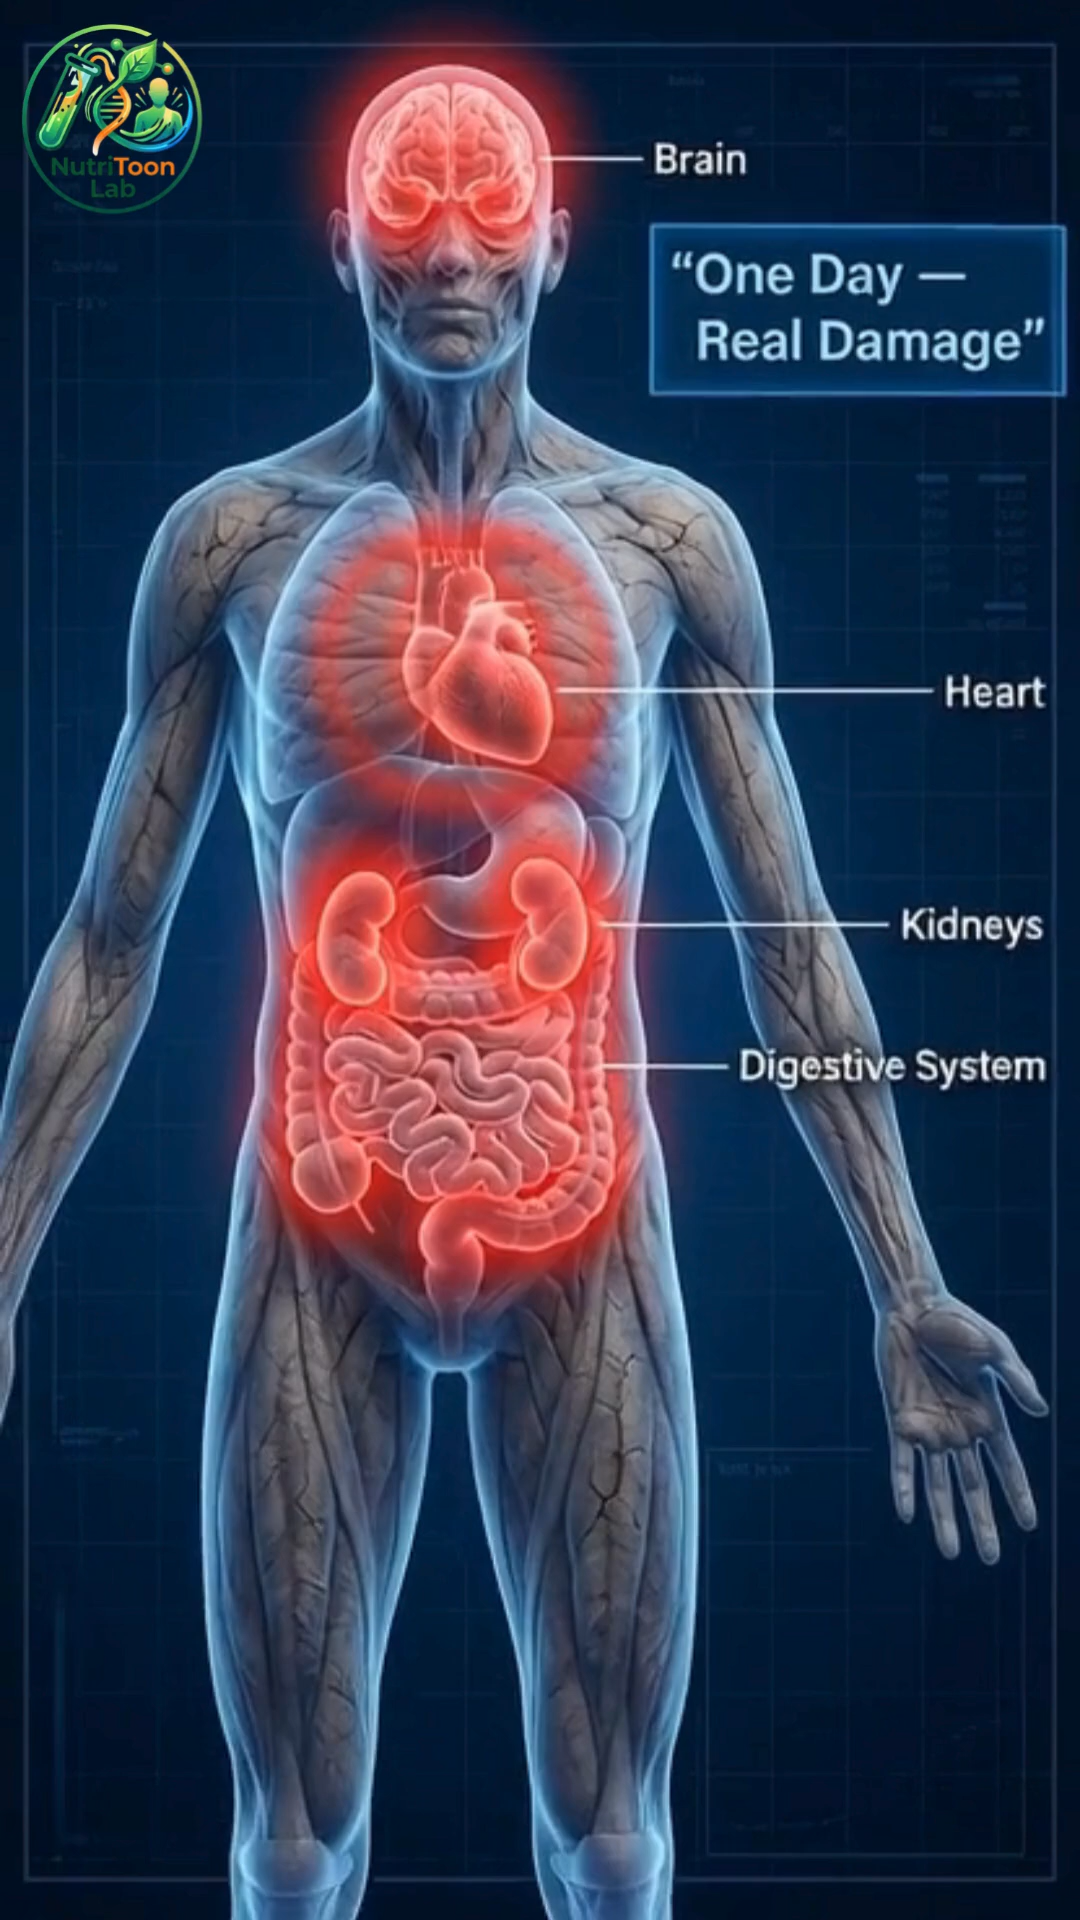 NutriToon
Lab
Brain
“One Day —
Real Damage”
Heart
Kidneys
Digestive System